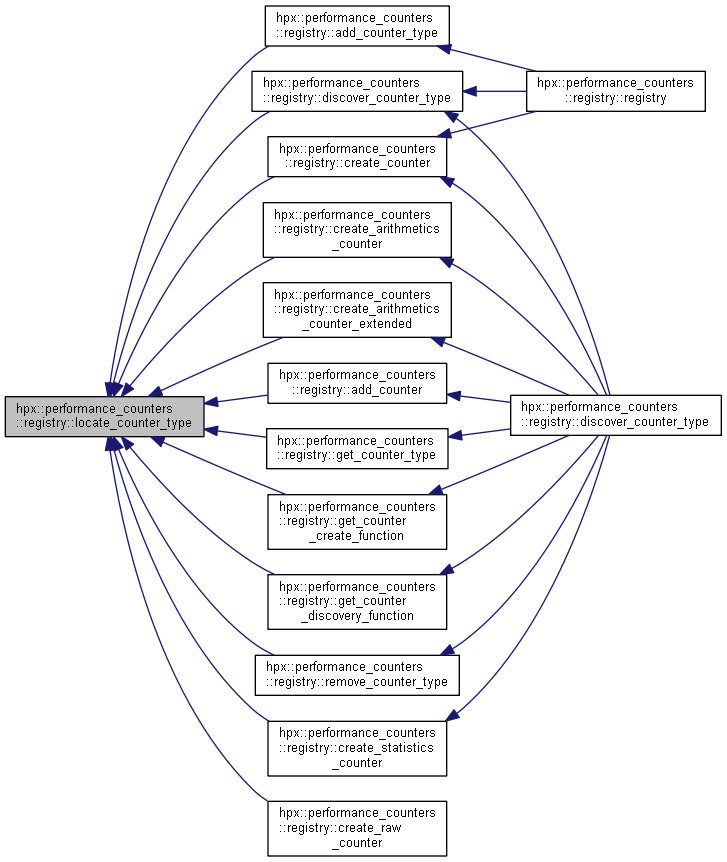 hpx::performance_counters
::registry::add_counter_type
hpx::performance_counters
::registry::discover_counter_type
hpx::performance_counters
::registry::registry
hpx::performance_counters
::registry::create_counter
hpx::performance_counters
::registry::create_arithmetics
_counter
hpx::performance_counters
::registry::create_arithmetics
_counter_extended
hpx::performance_counters
::registry::add_counter
hpx::performance_counters
::registry::locate_counter_type
hpx::performance_counters
::registry::discover_counter_type
hpx::performance_counters
::registry::get_counter_type
hpx::performance_counters
::registry::get_counter
_create_function
hpx::performance_counters
::registry::get_counter
_discovery_function
hpx::performance_counters
::registry::remove_counter_type
hpx::performance_counters
::registry::create_statistics
_counter
hpx::performance_counters
::registry::create_raw
_counter